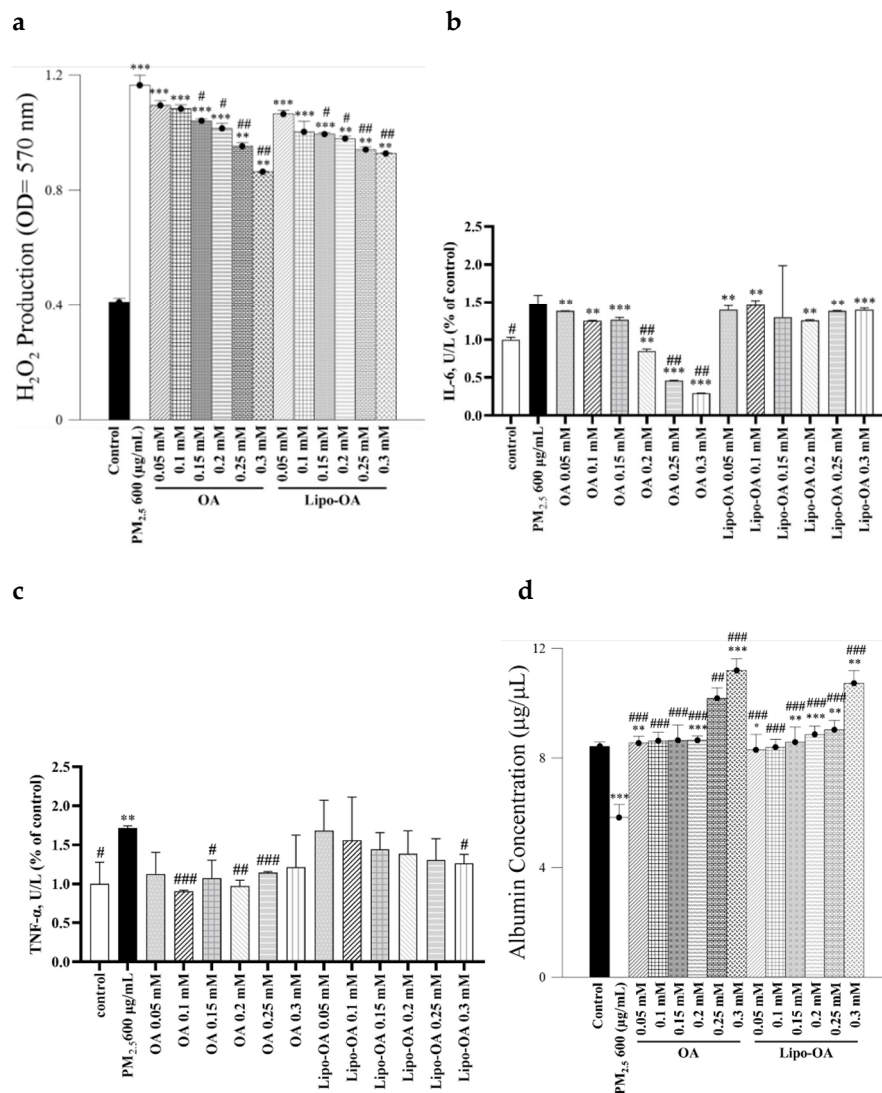 a
H2O2 Production (OD= 570 nm)
1.2
0.8
0.4
0
***
***
***
#
***
#
***
##
**
##
**
***
***
#
***
#
**
##
**
##
**
Control
PM2.5 600 (μg/mL)
0.05 mM
0.1 mM
0.15 mM
0.2 mM
0.25 mM
0.3 mM
0.05 mM
0.1 mM
0.15 mM
0.2 mM
0.25 mM
0.3 mM
OA
Lipo-OA
b
IL-6, U/L (% of control)
2.5
2.0
1.5
1.0
0.5
0.0
#
**
**
***
##
**
##
***
##
***
**
**
**
**
***
control
PM2.5 600 μg/mL
OA 0.05 mM
OA 0.1 mM
OA 0.15 mM
OA 0.2 mM
OA 0.25 mM
OA 0.3 mM
Lipo-OA 0.05 mM
Lipo-OA 0.1 mM
Lipo-OA 0.15 mM
Lipo-OA 0.2 mM
Lipo-OA 0.25 mM
Lipo-OA 0.3 mM
c
TNF-α, U/L (% of control)
2.5
2.0
1.5
1.0
0.5
0.0
#
**
###
#
##
###
#
control
PM2.5600 μg/mL
OA 0.05 mM
OA 0.1 mM
OA 0.15 mM
OA 0.2 mM
OA 0.25 mM
OA 0.3 mM
Lipo-OA 0.05 mM
Lipo-OA 0.1 mM
Lipo-OA 0.15 mM
Lipo-OA 0.2 mM
Lipo-OA 0.25 mM
Lipo-OA 0.3 mM
d
Albumin Concentration (μg/μL)
12
8
4
0
***
###
**
###
###
###
***
##
###
***
###
*
###
###
**
###
***
###
**
###
**
Control
PM2.5 600 (μg/mL)
0.05 mM
0.1 mM
0.15 mM
0.2 mM
0.25 mM
0.3 mM
0.05 mM
0.1 mM
0.15 mM
0.2 mM
0.25 mM
0.3 mM
OA
Lipo-OA